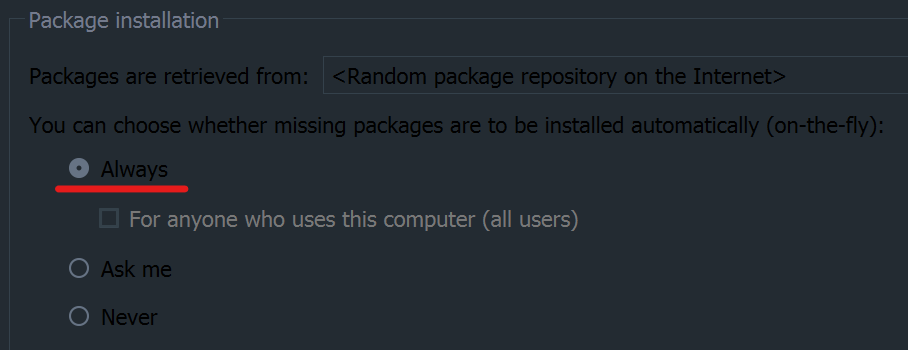 Package installation
Packages are retrieved from: <Random package repository on the Internet>
You can choose whether missing packages are to be installed automatically (on-the-fly):
Always
For anyone who uses this computer (all users)
Ask me
Never